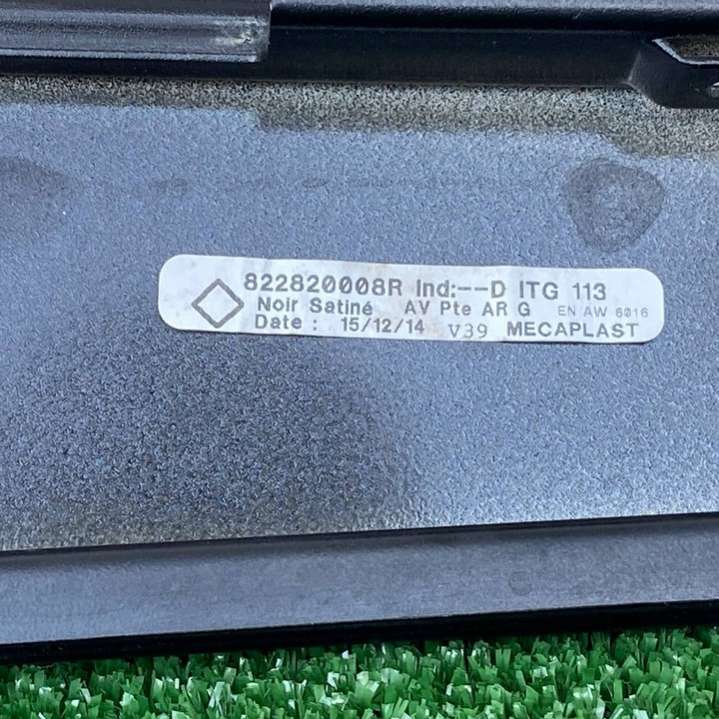 822820008R Ind:--D ITG 113
Noir Satiné AV Pte AR G EN AW 6016
Date : 15/12/14 V39 MECAPLAST